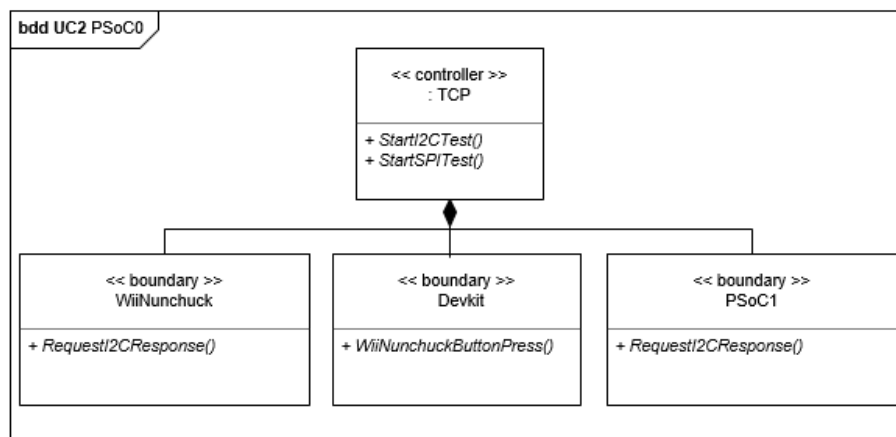 bdd UC2 PSoC0
<< controller >>
: TCP
+ StartI2CTest()
+ StartSPITest()
<< boundary >>
WiiNunchuck
+ RequestI2CResponse()
<< boundary >>
Devkit
+ WiiNunchuckButtonPress()
<< boundary >>
PSoC1
+ RequestI2CResponse()